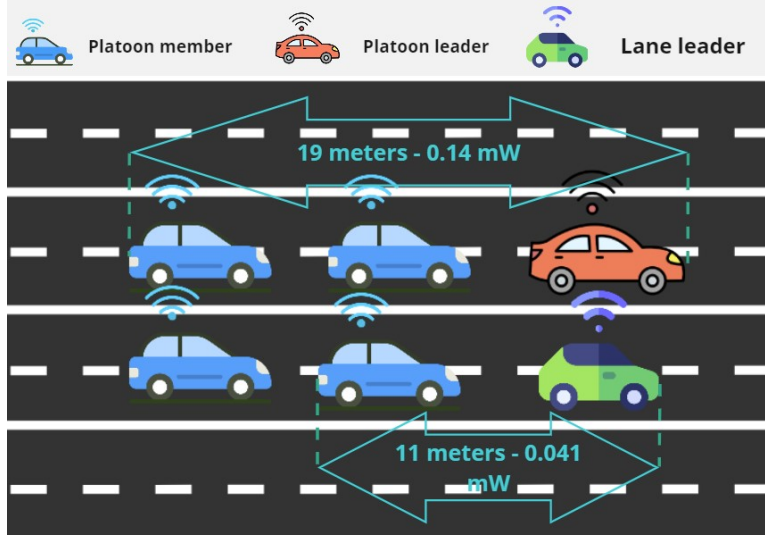 Platoon member
Platoon leader
Lane leader
19 meters - 0.14 mW
11 meters - 0.041
mW